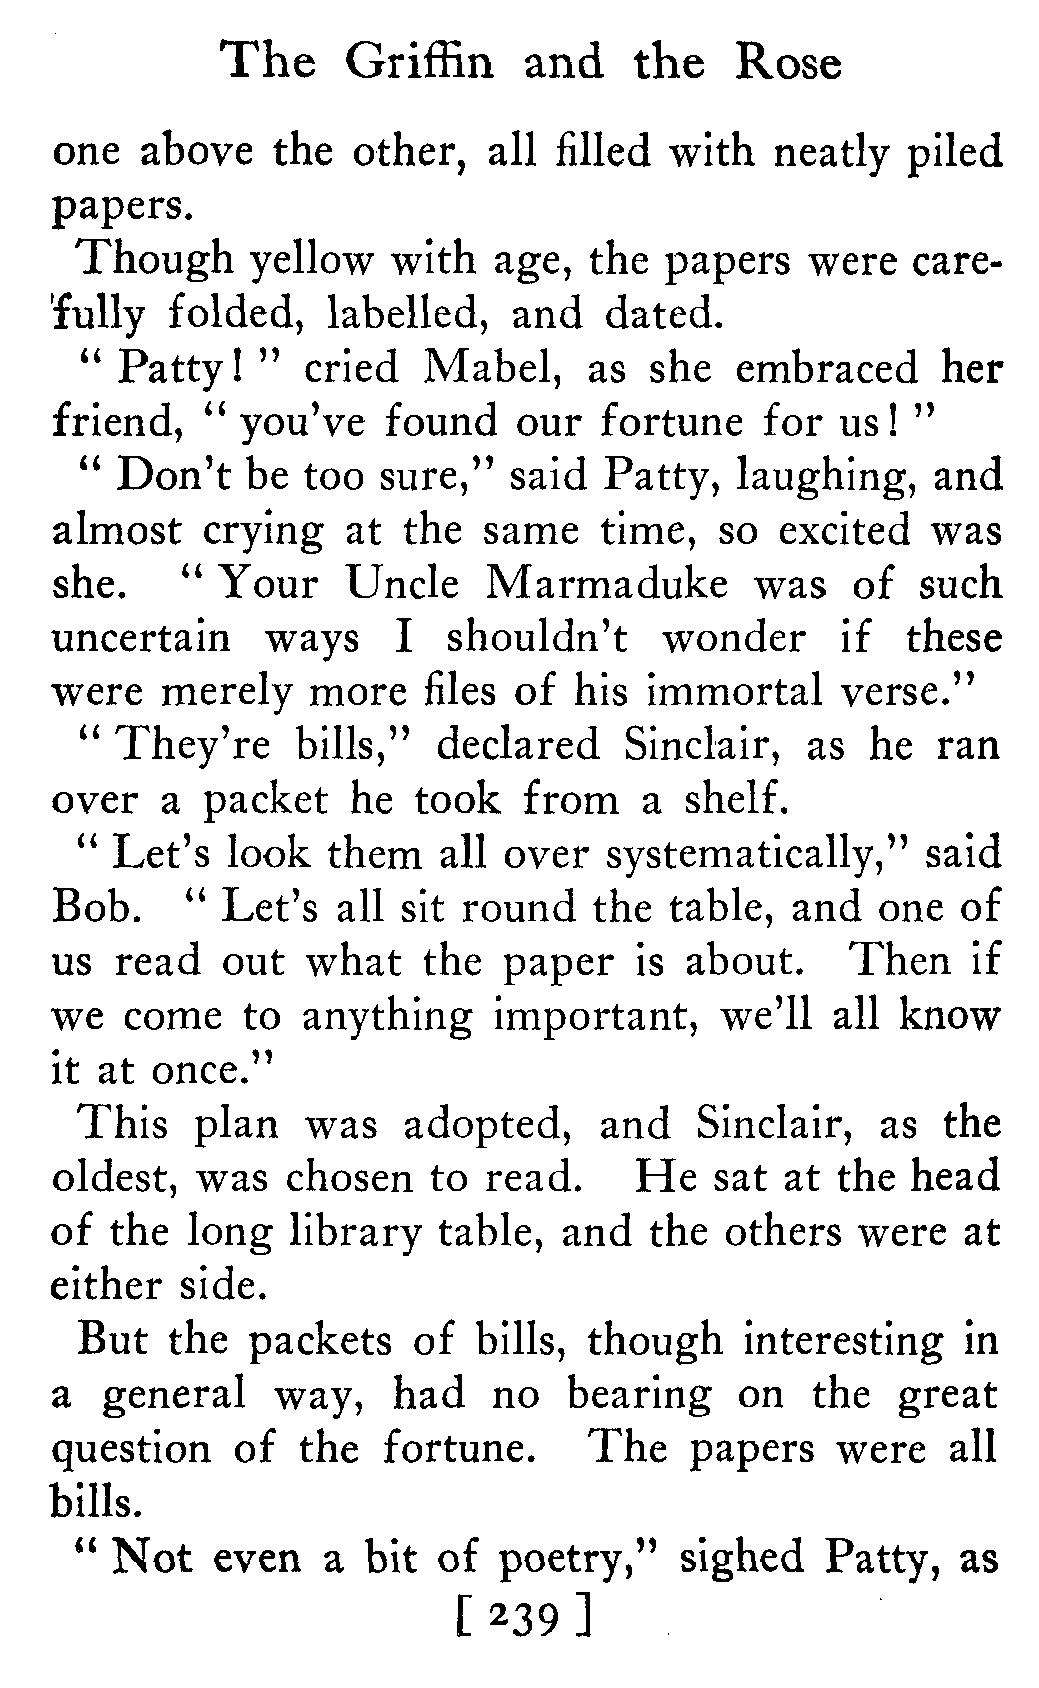 The Griffin and the Rose
one above the other, all filled with neatly piled
papers.
Though yellow with age, the papers were care-
fully folded, labelled, and dated.
" Patty! " cried Mabel, as she embraced her
friend, " you've found our fortune for us! "
" Don't be too sure," said Patty, laughing, and
almost crying at the same time, so excited was
she. " Your Uncle Marmaduke was of such
uncertain ways I shouldn't wonder if these
were merely more files of his immortal verse."
" They're bills," declared Sinclair, as he ran
over a packet he took from a shelf.
" Let's look them all over systematically," said
Bob. " Let's all sit round the table, and one of
us read out what the paper is about. Then if
we come to anything important, we'll all know
it at once."
This plan was adopted, and Sinclair, as the
oldest, was chosen to read. He sat at the head
of the long library table, and the others were at
either side.
But the packets of bills, though interesting in
a general way, had no bearing on the great
question of the fortune. The papers were all
bills.
" Not even a bit of poetry," sighed Patty, as
[ 239 ]